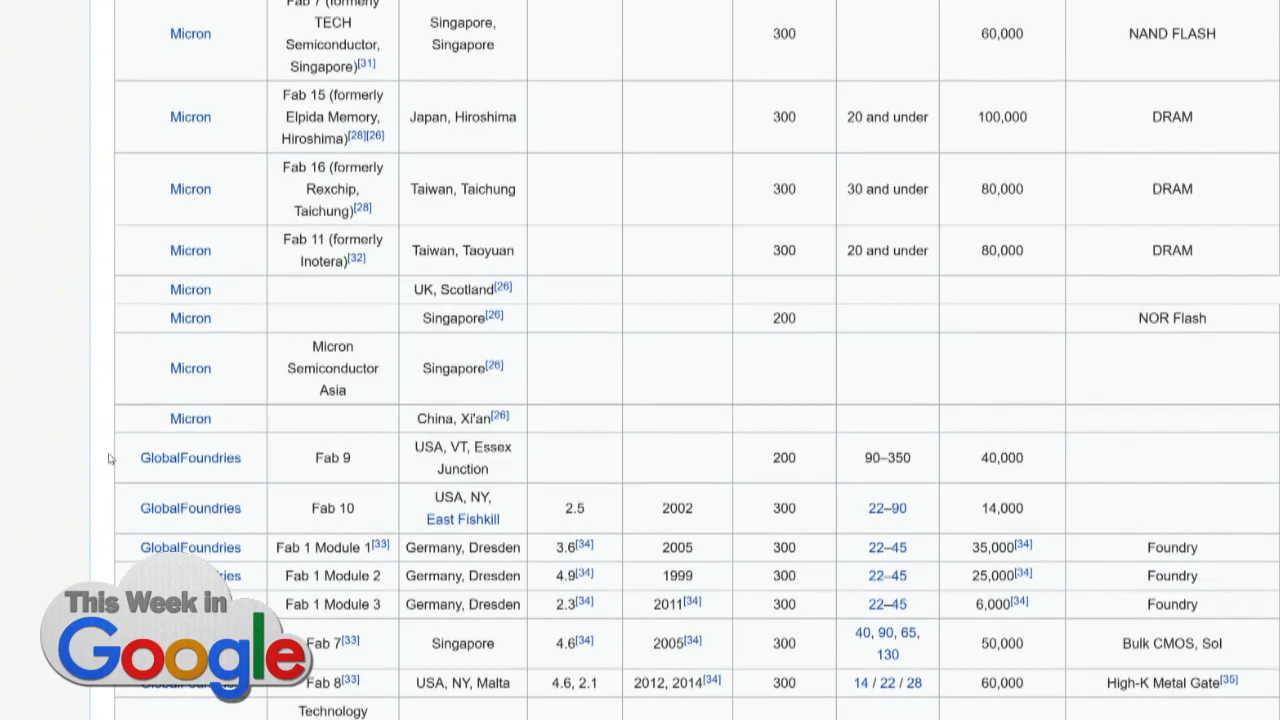 Fab 7 (formerly
Micron TECH Singapore, 300 60,000 NAND FLASH
Semiconductor, Singapore
Singapore)[31]
Fab 15 (formerly
Micron Elpida Memory, Japan, Hiroshima 300 20 and under 100,000 DRAM
Hiroshima)[28][26]
Fab 16 (formerly
Micron Rexchip, Taiwan, Taichung 300 30 and under 80,000 DRAM
Taichung)[28]
Micron Fab 11 (formerly Taiwan, Taoyuan 300 20 and under 80,000 DRAM
Inotera)[32]
Micron UK, Scotland[26]
Micron Singapore[26] 200 NOR Flash
Micron
Micron Semiconductor Singapore[26]
Asia
Micron China, Xi'an[26]
GlobalFoundries Fab 9 USA, VT, Essex 200 90–350 40,000
Junction
GlobalFoundries Fab 10 USA, NY, 2.5 2002 300 22–90 14,000
East Fishkill
GlobalFoundries Fab 1 Module 1[33] Germany, Dresden 3.6[34] 2005 300 22–45 35,000[34] Foundry
ries Fab 1 Module 2 Germany, Dresden 4.9[34] 1999 300 22–45 25,000[34] Foundry
Fab 1 Module 3 Germany, Dresden 2.3[34] 2011[34] 300 22–45 6,000[34] Foundry
Fab 7[33] Singapore 4.6[34] 2005[34] 300 40, 90, 65, 50,000 Bulk CMOS, SoI
130
Fab 8[33] USA, NY, Malta 4.6, 2.1 2012, 2014[34] 300 14 / 22 / 28 60,000 High-K Metal Gate[35]
Technology
This Week in
Google